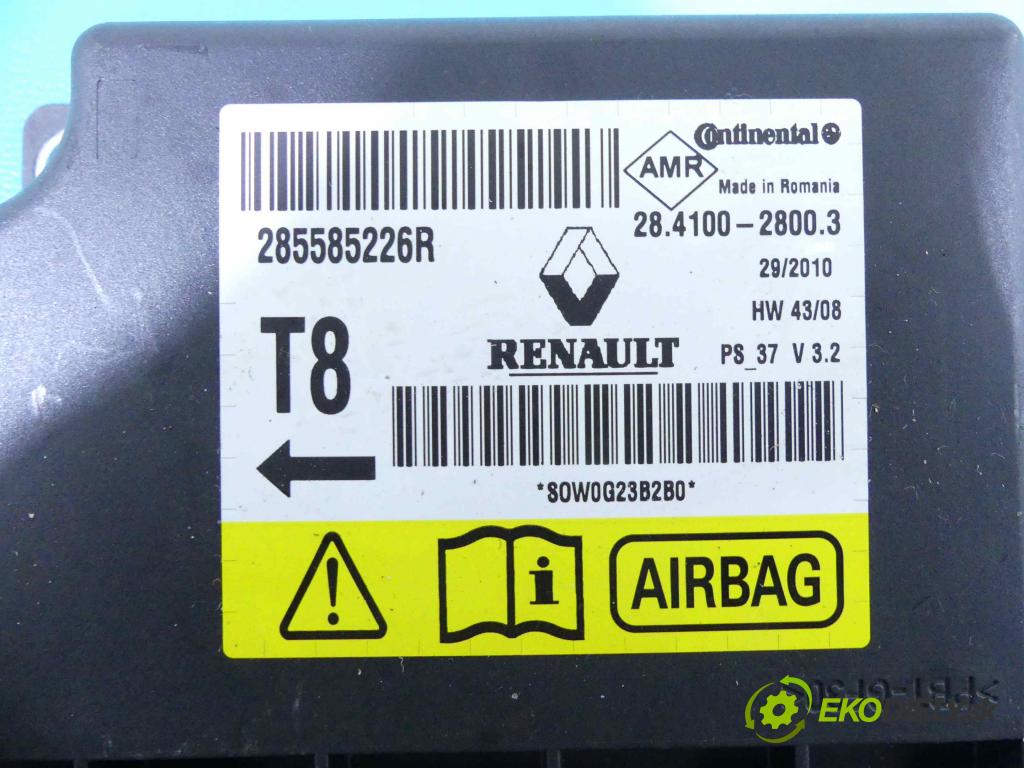 Continental
AMR
Made in Romania
285585226R
28.4100-2800.3
29/2010
HW 43/08
T8
RENAULT
PS_37 V 3.2
*S0W0G23B2B0*
i
AIRBAG
EKO